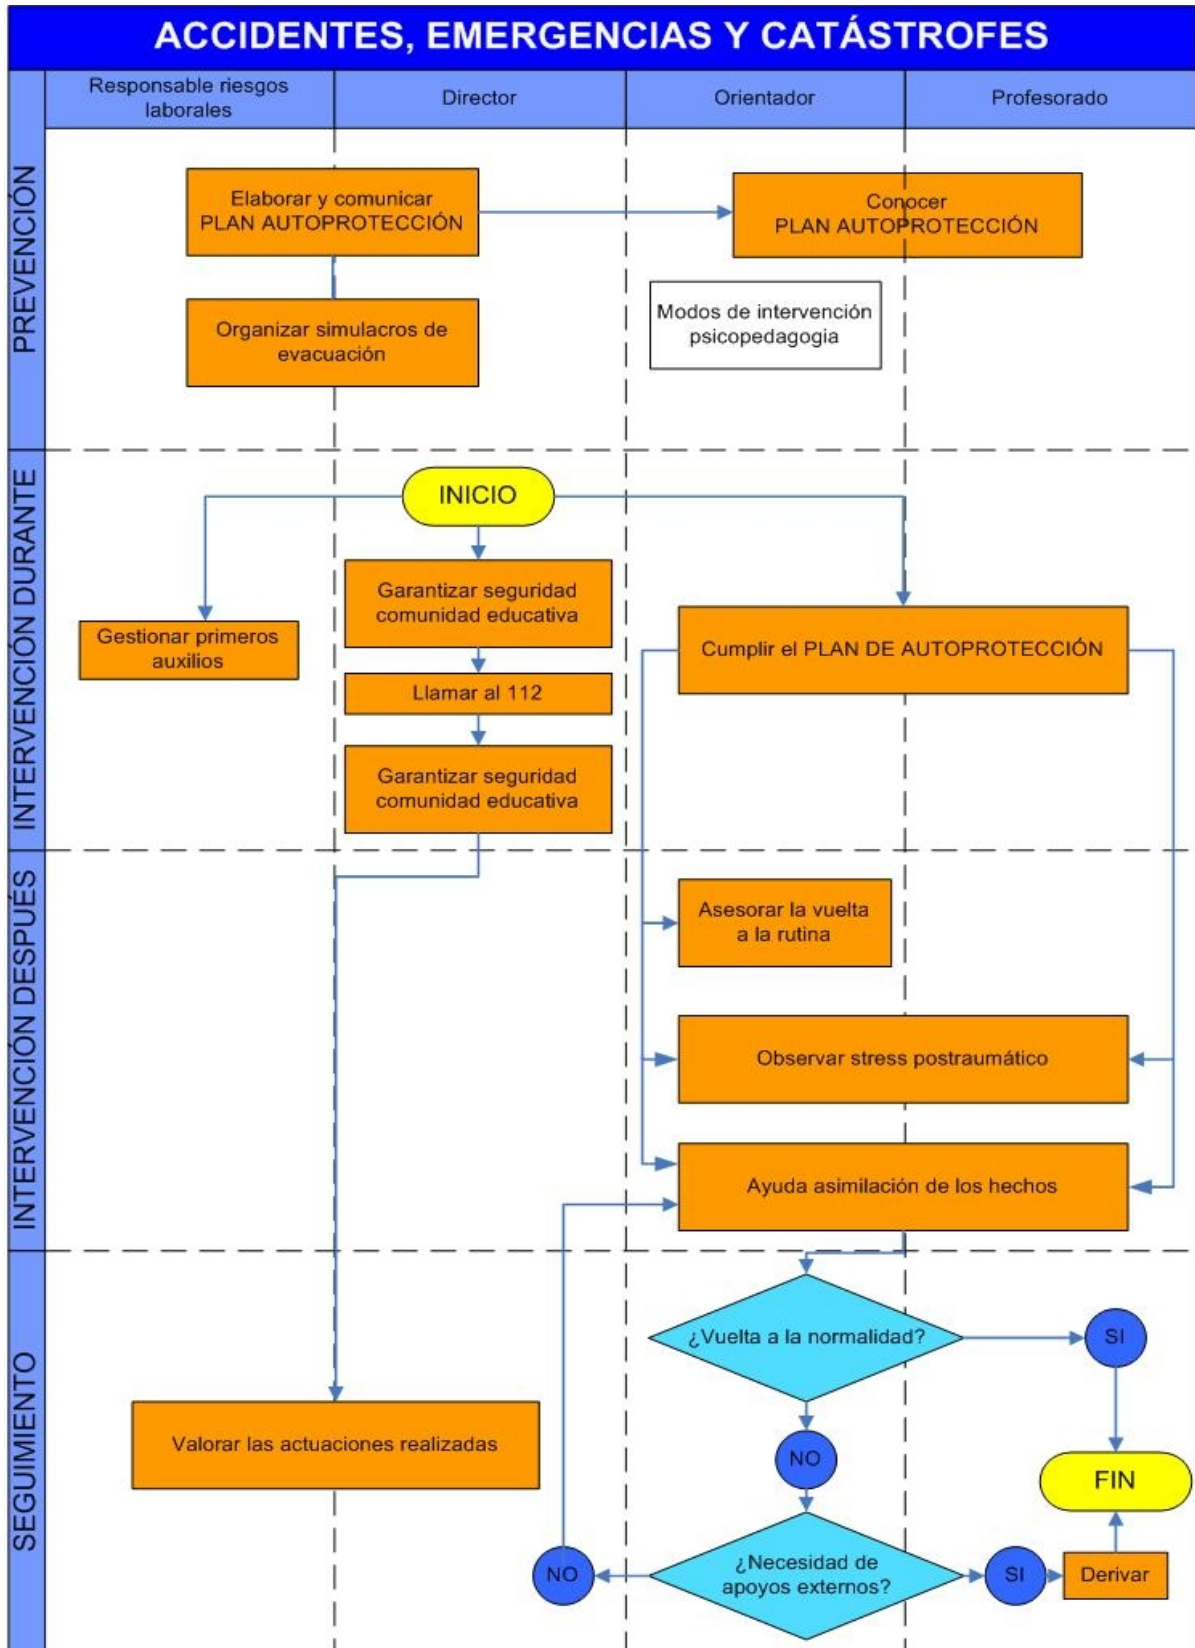 ACCIDENTES, EMERGENCIAS Y CATÁSTROFES
Responsable riesgos
laborales
Director
Orientador
Profesorado
PREVENCIÓN
Elaborar y comunicar
PLAN AUTOPROTECCIÓN
Conocer
PLAN AUTOPROTECCIÓN
Organizar simulacros de
evacuación
Modos de intervención
psicopedagogia
INTERVENCIÓN DURANTE
INICIO
Garantizar seguridad
comunidad educativa
Gestionar primeros
auxilios
Cumplir el PLAN DE AUTOPROTECCIÓN
Llamar al 112
Garantizar seguridad
comunidad educativa
INTERVENCIÓN DESPUÉS
Asesorar la vuelta
a la rutina
Observar stress postraumático
Ayuda asimilación de los hechos
SEGUIMIENTO
¿Vuelta a la normalidad?
SI
Valorar las actuaciones realizadas
NO
FIN
¿Necesidad de
apoyos externos?
NO
SI
Derivar